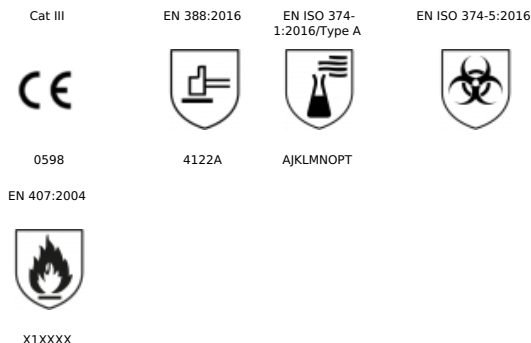 Cat III
EN 388:2016
EN ISO 374-
1:2016/Type A
EN ISO 374-5:2016
CE
0598
4122A
AJKLMNOPT
EN 407:2004
X1XXXX